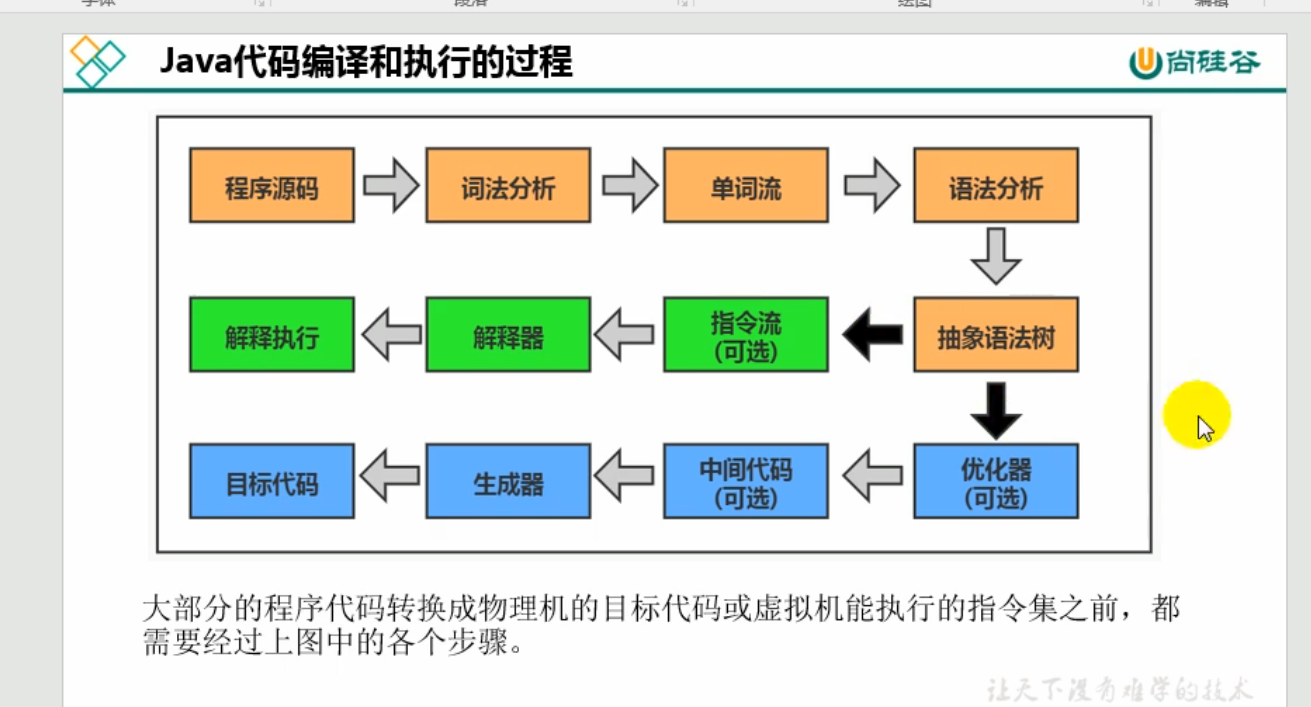 字体
段落
绘图
编辑
Java代码编译和执行的过程
尚硅谷
程序源码
词法分析
单词流
语法分析
解释执行
解释器
指令流
(可选)
抽象语法树
目标代码
生成器
中间代码
(可选)
优化器
(可选)
大部分的程序代码转换成物理机的目标代码或虚拟机能执行的指令集之前，都
需要经过上图中的各个步骤。
让天下没有难学的技术